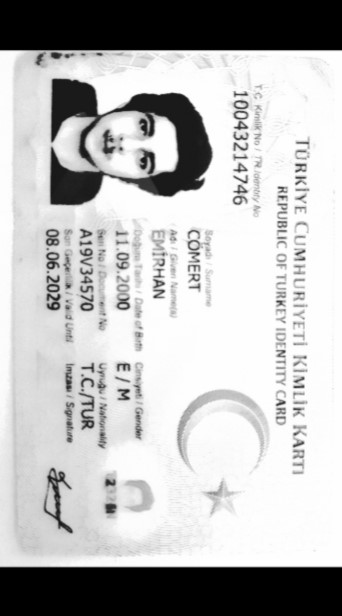 TÜRKİYE CUMHURİYETİ KİMLİK KARTI
REPUBLIC OF TURKEY IDENTITY CARD
T.C. Kimlik No / TR Identity No
10043214746
Soyadı / Surname
CÖMERT
Adı / Given Name(s)
EMİRHAN
Doğum Tarihi / Date of Birth
11.09.2000
Cinsiyeti / Gender
E / M
Seri No / Document No
A19V34570
Uyruğu / Nationality
T.C./TUR
Son Geçerlilik / Valid Until
08.06.2029
İmzası / Signature